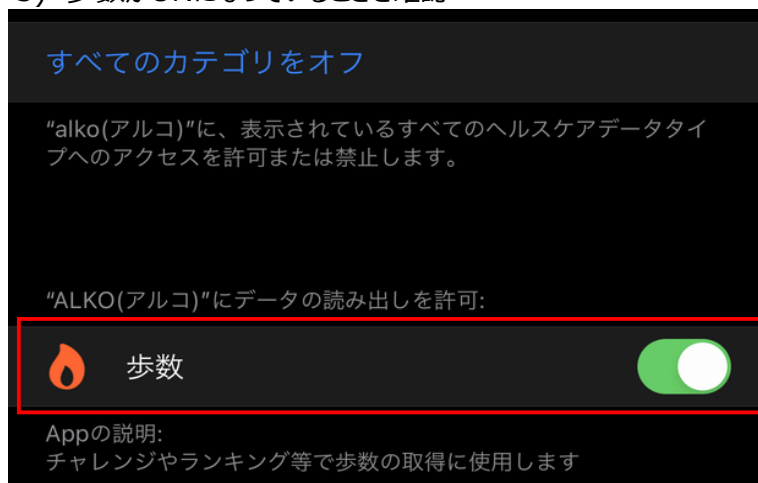 すべてのカテゴリをオフ
“alko(アルコ)”に、表示されているすべてのヘルスケアデータタイ
プへのアクセスを許可または禁止します。
“ALKO(アルコ)”にデータの読み出しを許可:
歩数
Appの説明:
チャレンジやランキング等で歩数の取得に使用します